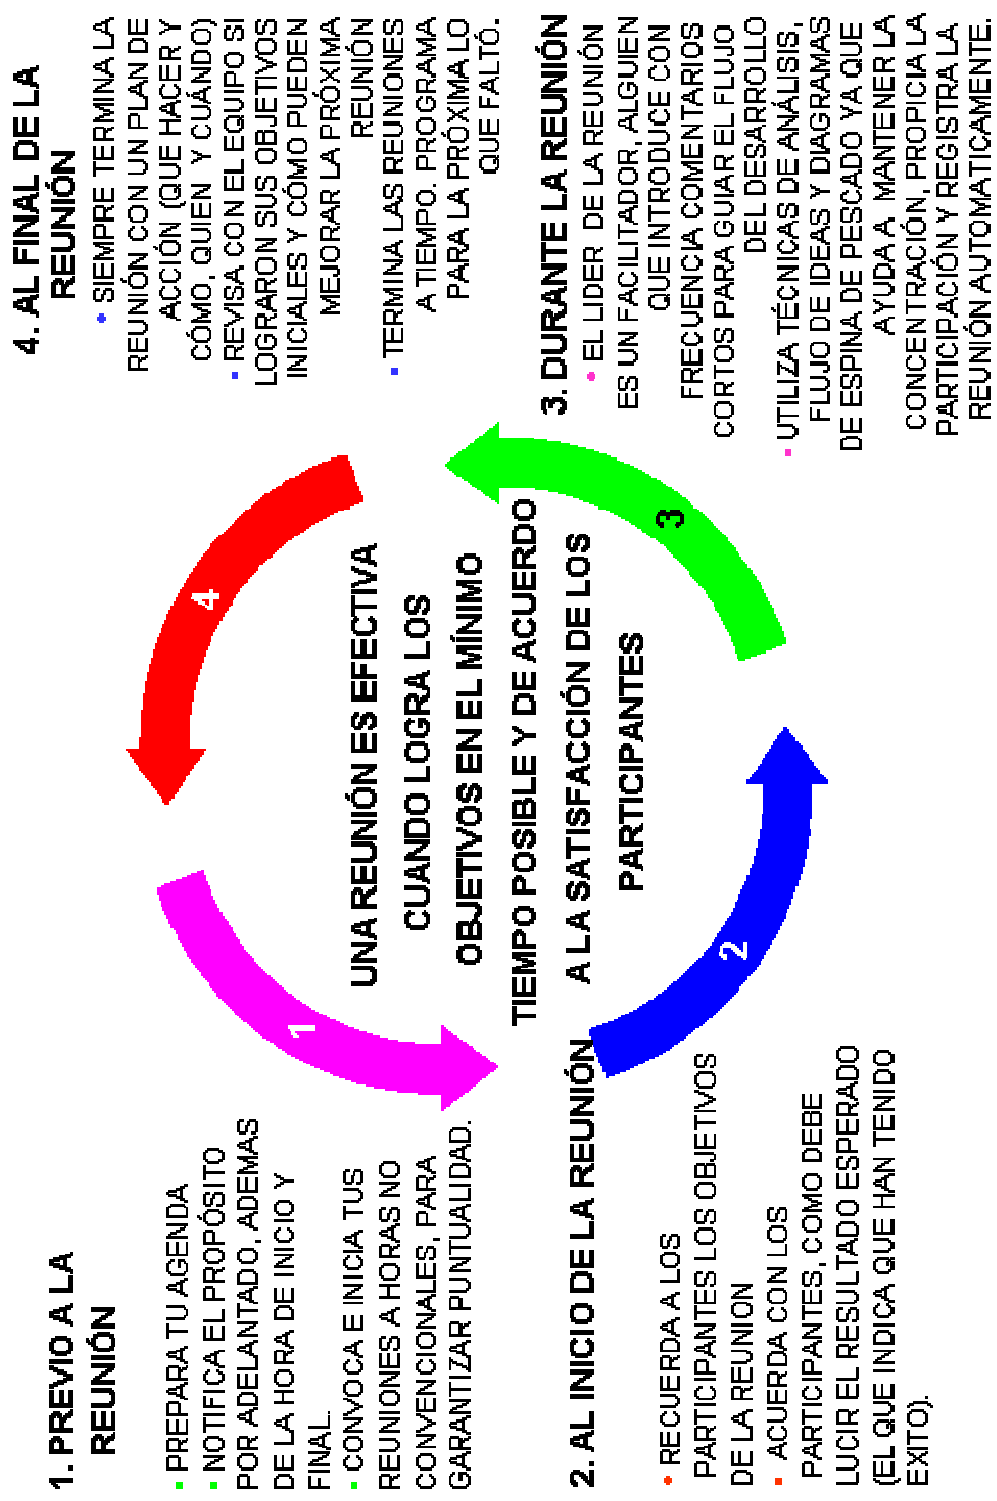 1. PREVIO A LA
REUNIÓN
PREPARA TU AGENDA
NOTIFICA EL PROPÓSITO
POR ADELANTADO, ADEMAS
DE LA HORA DE INICIO Y
FINAL.
CONVOCA E INICIA TUS
REUNIONES A HORAS NO
CONVENCIONALES, PARA
GARANTIZAR PUNTUALIDAD.
2. AL INICIO DE LA REUNIÓN
RECUERDA A LOS
PARTICIPANTES LOS OBJETIVOS
DE LA REUNION
ACUERDA CON LOS
PARTICIPANTES, COMO DEBE
LUCIR EL RESULTADO ESPERADO
(EL QUE INDICA QUE HAN TENIDO
EXITO).
1
2
3
4
UNA REUNIÓN ES EFECTIVA
CUANDO LOGRA LOS
OBJETIVOS EN EL MÍNIMO
TIEMPO POSIBLE Y DE ACUERDO
A LA SATISFACCIÓN DE LOS
PARTICIPANTES
3. DURANTE LA REUNIÓN
EL LIDER DE LA REUNIÓN
ES UN FACILITADOR, ALGUIEN
QUE INTRODUCE CON
FRECUENCIA COMENTARIOS
CORTOS PARA GUIAR EL FLUJO
DEL DESARROLLO
UTILIZA TÉCNICAS DE ANÁLISIS,
FLUJO DE IDEAS Y DIAGRAMAS
DE ESPINA DE PESCADO YA QUE
AYUDA A MANTENER LA
CONCENTRACIÓN, PROPICIA LA
PARTICIPACIÓN Y REGISTRA LA
REUNIÓN AUTOMATICAMENTE.
4. AL FINAL DE LA
REUNIÓN
SIEMPRE TERMINA LA
REUNIÓN CON UN PLAN DE
ACCIÓN (QUE HACER Y
CÓMO, QUIEN Y CUÁNDO)
REVISA CON EL EQUIPO SI
LOGRARON SUS OBJETIVOS
INICIALES Y CÓMO PUEDEN
MEJORAR LA PRÓXIMA
REUNIÓN
TERMINA LAS REUNIONES
A TIEMPO. PROGRAMA
PARA LA PRÓXIMA LO
QUE FALTÓ.